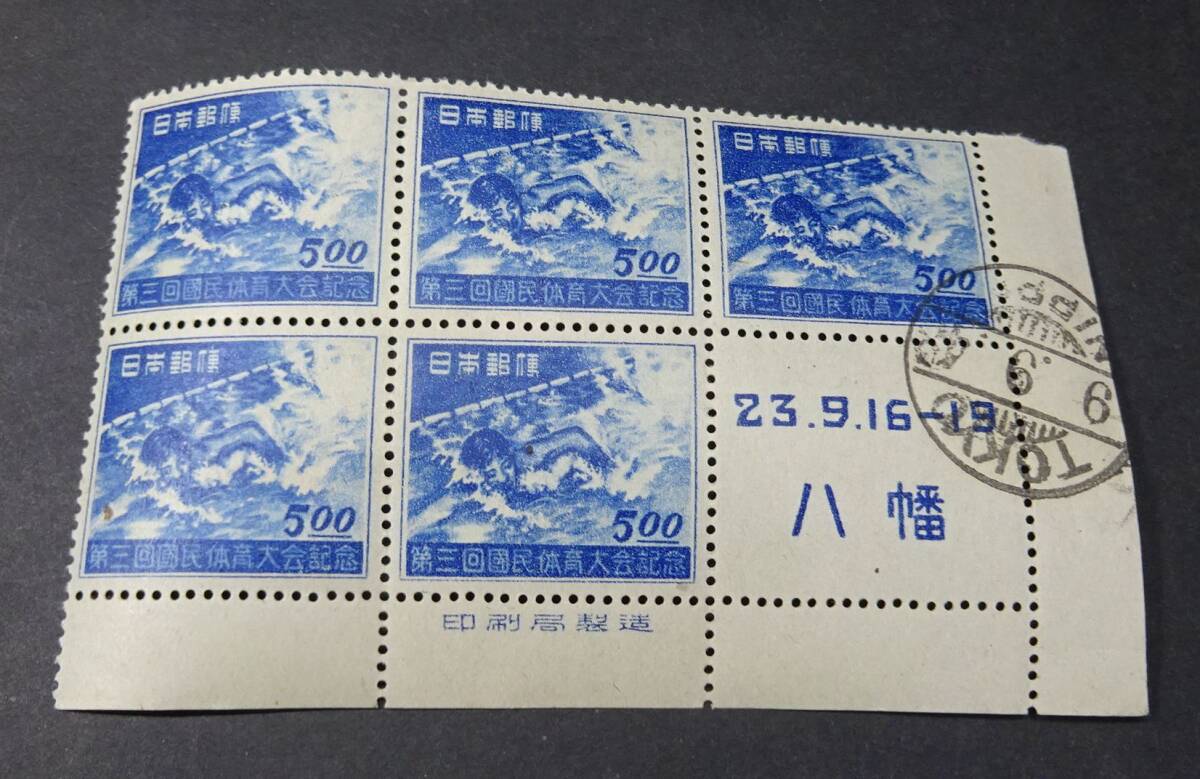 日本郵便
5.00
第三回國民体育大会記念
日本郵便
5.00
第三回國民体育大会記念
日本郵便
5.00
第三回國民体育大会記念
日本郵便
5.00
第三回國民体育大会記念
日本郵便
5.00
第三回國民体育大会記念
23.9.16-19
八幡
印刷局製造